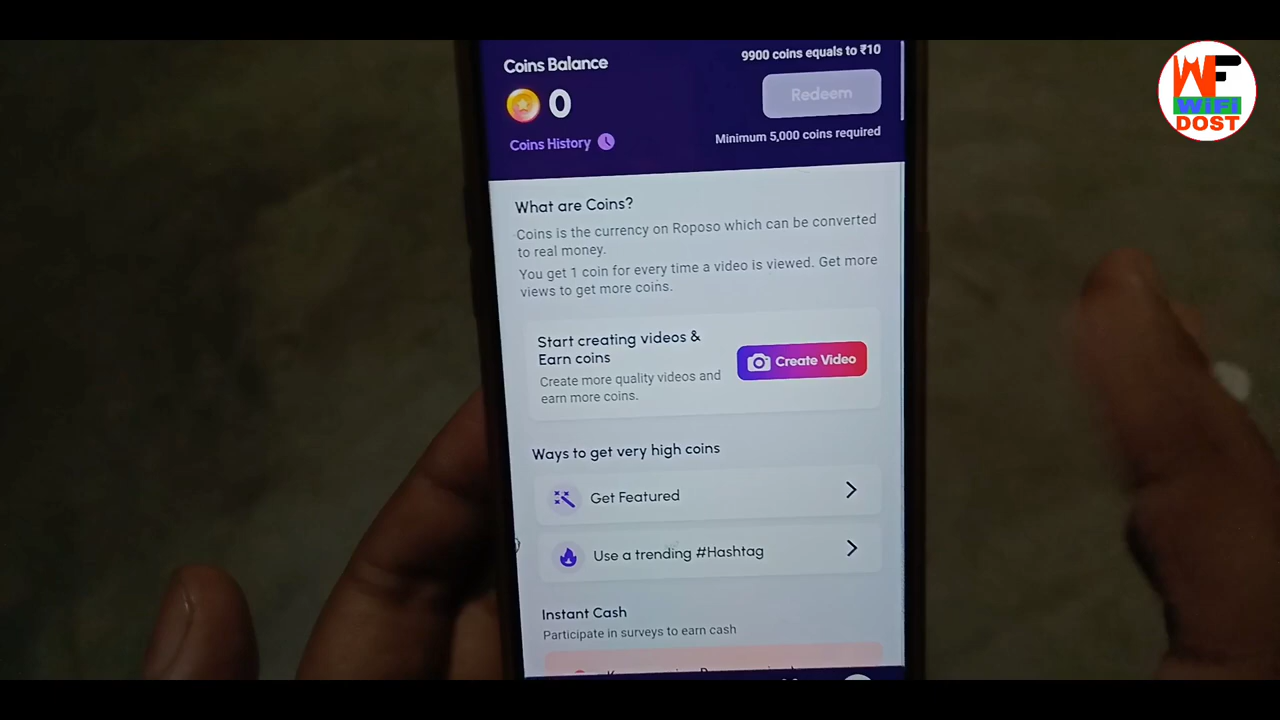 Coins Balance
9900 coins equals to ₹10
0
Redeem
Coins History
Minimum 5,000 coins required
WF
WiFi
DOST
What are Coins?
Coins is the currency on Roposo which can be converted
to real money.
You get 1 coin for every time a video is viewed. Get more
views to get more coins.
Start creating videos &
Earn coins
Create Video
Create more quality videos and
earn more coins.
Ways to get very high coins
Get Featured
Use a trending #Hashtag
Instant Cash
Participate in surveys to earn cash